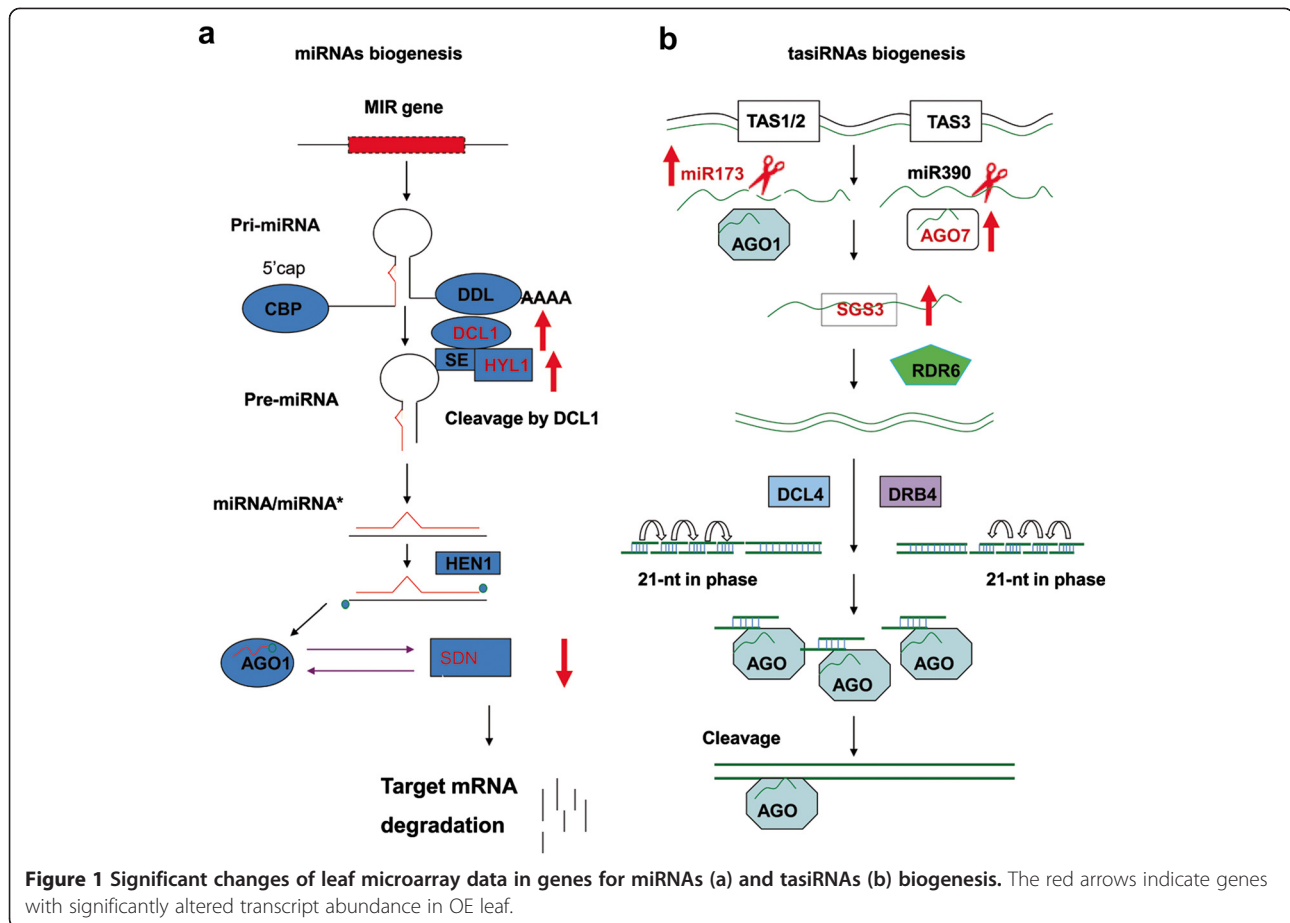 a
miRNAs biogenesis
MIR gene
Pri-miRNA
5'cap
CBP
DDL
AAAA
DCL1
SE
HYL1
Pre-miRNA
Cleavage by DCL1
miRNA/miRNA*
HEN1
AGO1
SDN
Target mRNA
degradation
b
tasiRNAs biogenesis
TAS1/2
TAS3
miR173
miR390
AGO1
AGO7
SGS3
RDR6
DCL4
DRB4
21-nt in phase
21-nt in phase
AGO
AGO
AGO
Cleavage
AGO
Figure 1 Significant changes of leaf microarray data in genes for miRNAs (a) and tasiRNAs (b) biogenesis. The red arrows indicate genes
with significantly altered transcript abundance in OE leaf.